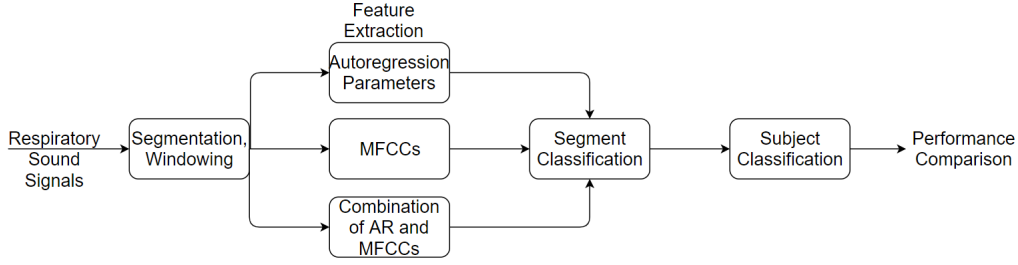 Feature
Extraction
Autoregression
Parameters
Respiratory
Sound
Signals
Segmentation,
Windowing
MFCCs
Segment
Classification
Subject
Classification
Performance
Comparison
Combination
of AR and
MFCCs